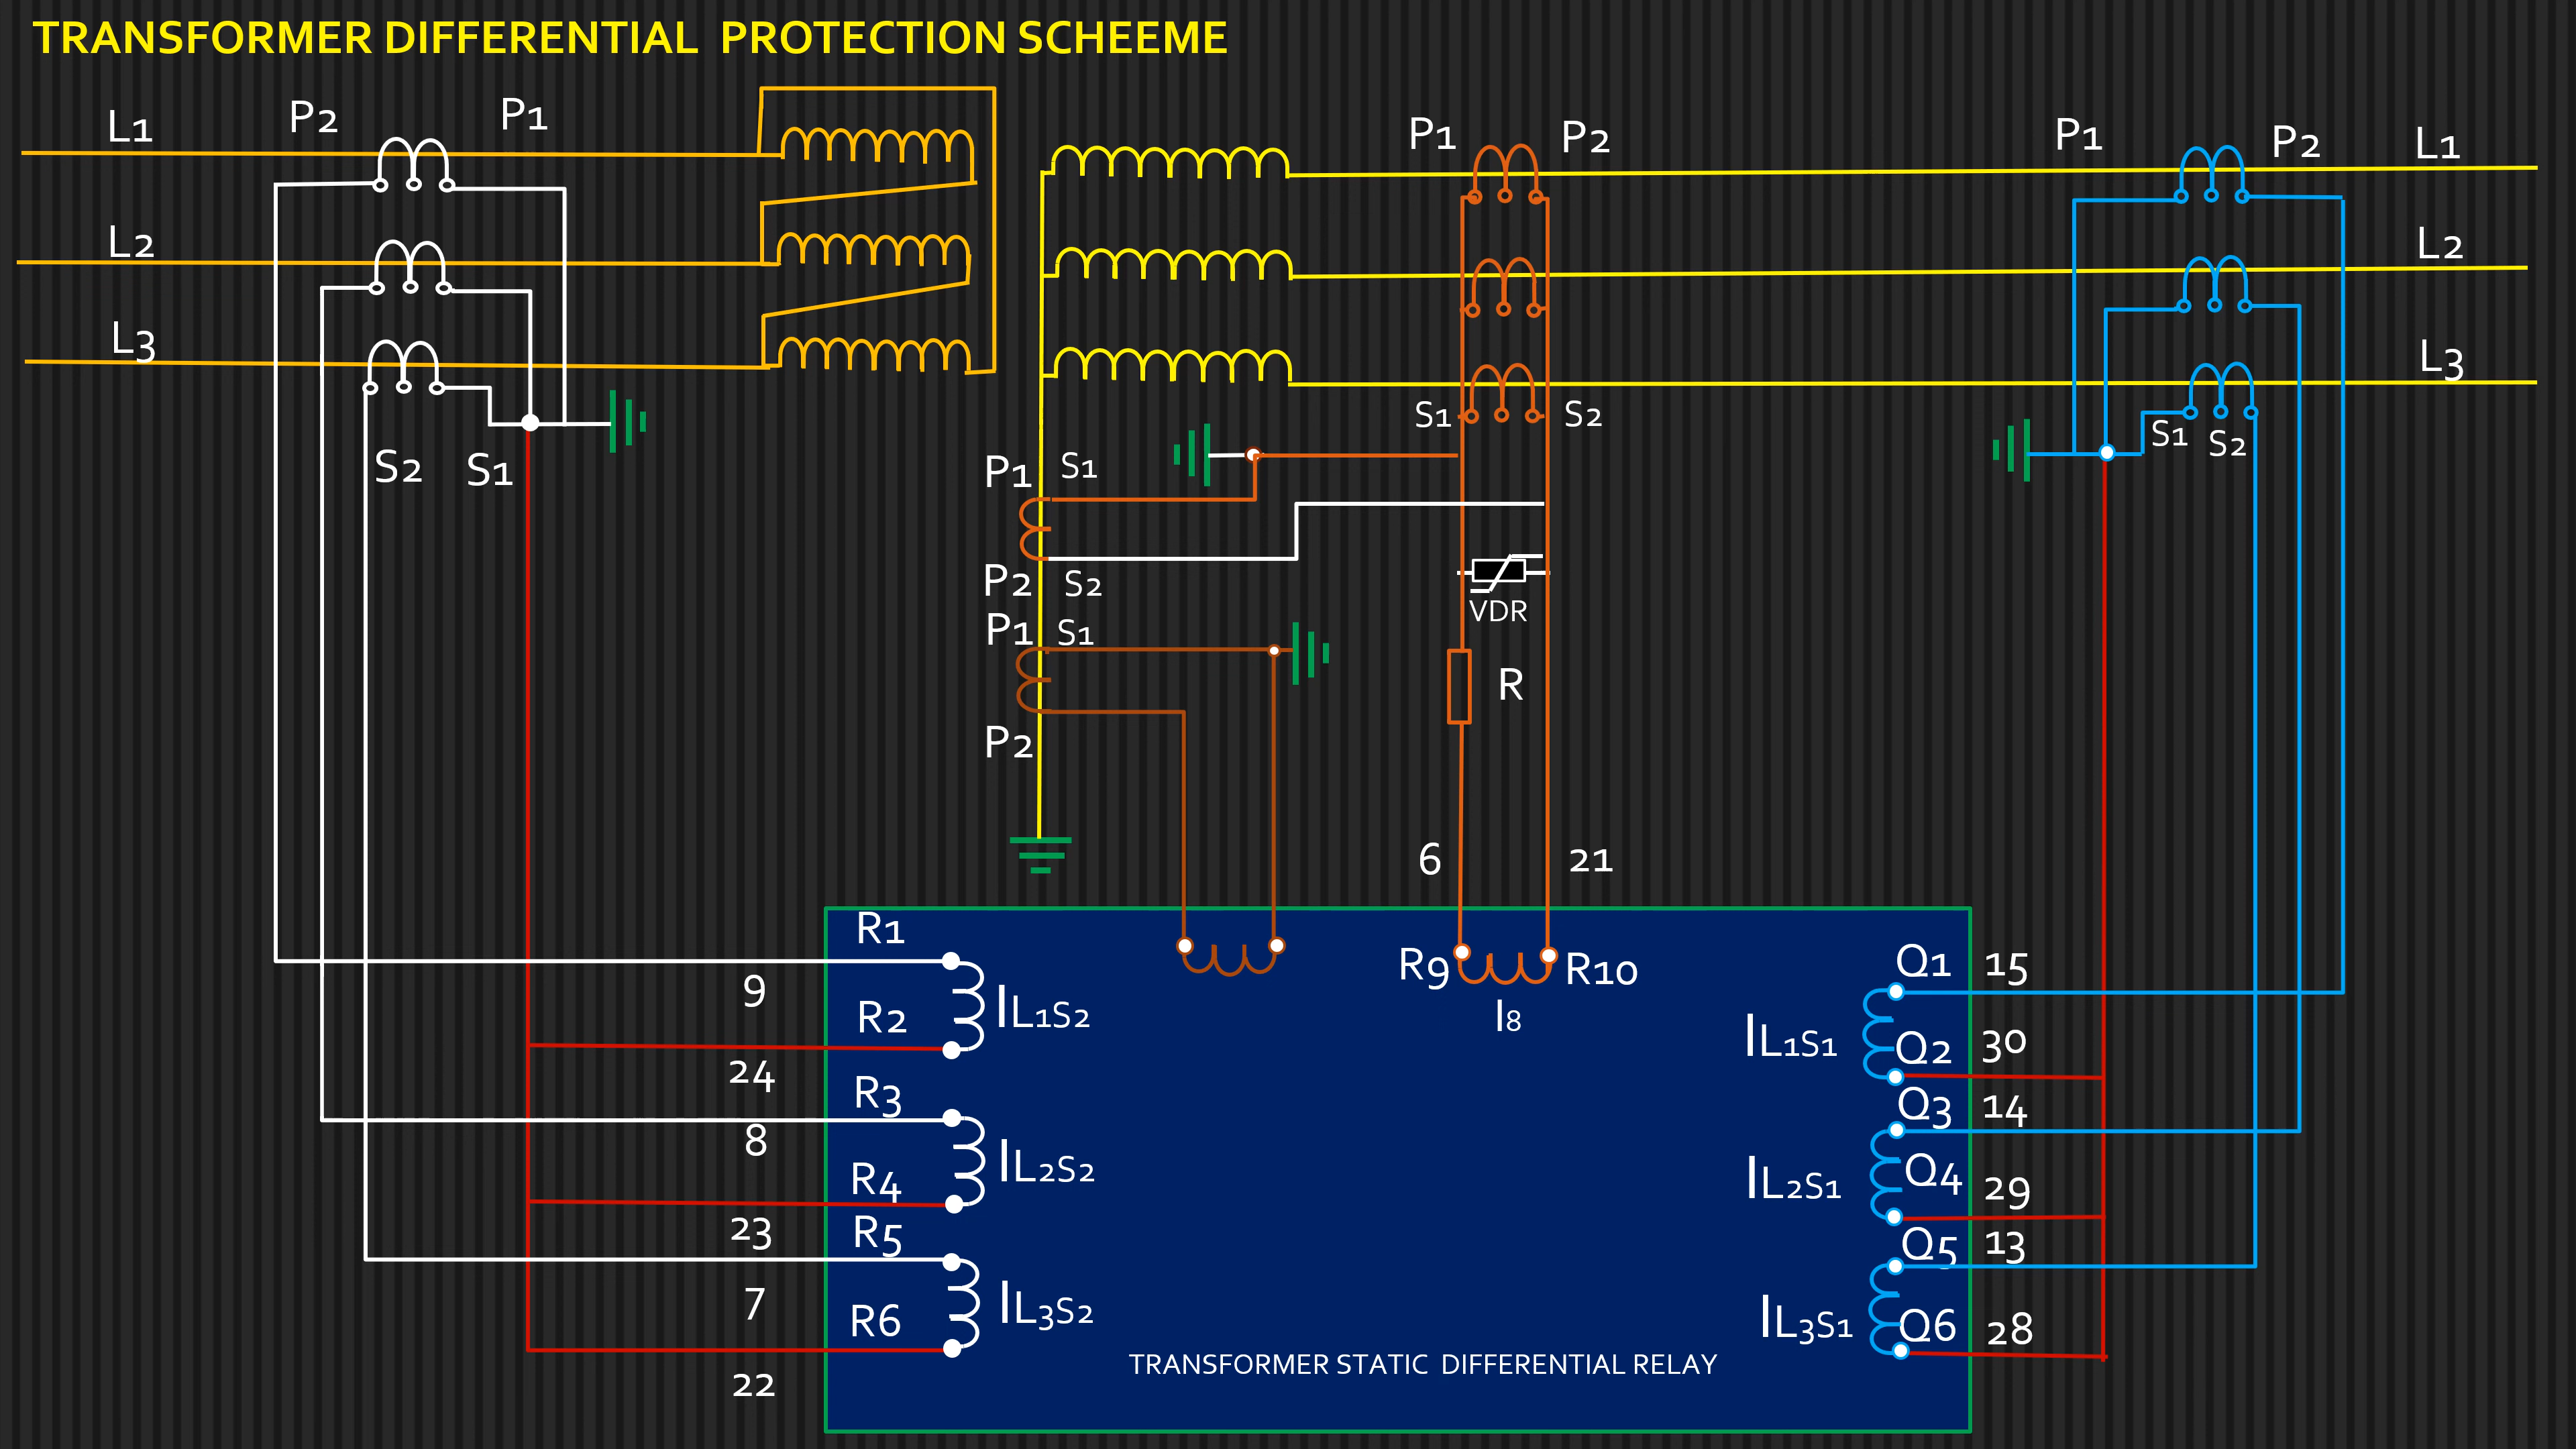 TRANSFORMER DIFFERENTIAL PROTECTION SCHEEME
L1 P2 P1 P1 P2 P1 P2 L1
L2 L2
L3 L3
S1 S2 S1 S2
S2 S1 P1 S1
P2 S2
VDR
P1 S1
R
P2
6 21
R1 R9 R10 Q1 15
9 IL1S2 I8
R2 IL1S1 Q2 30
24 R3 Q3 14
8 IL2S2
R4 IL2S1 Q4 29
23 R5 Q5 13
7 IL3S2
R6 IL3S1 Q6 28
TRANSFORMER STATIC DIFFERENTIAL RELAY
22